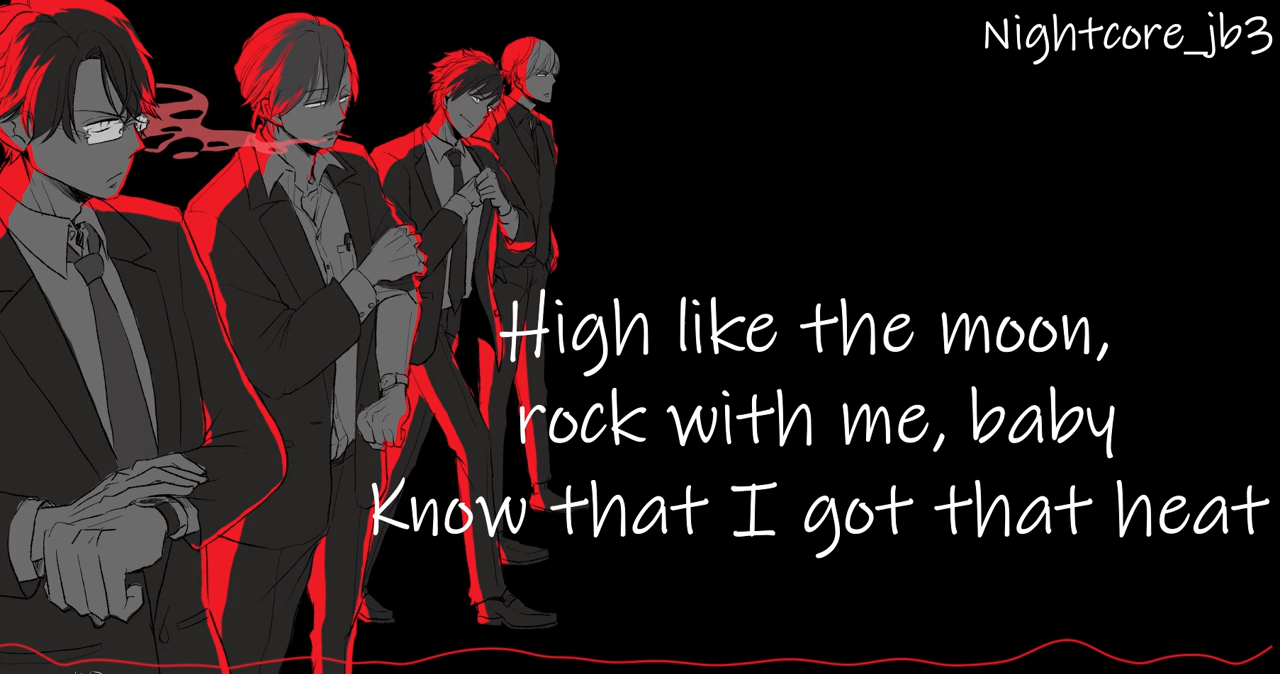 Nightcore_jb3
High like the moon,
rock with me, baby
Know that I got that heat